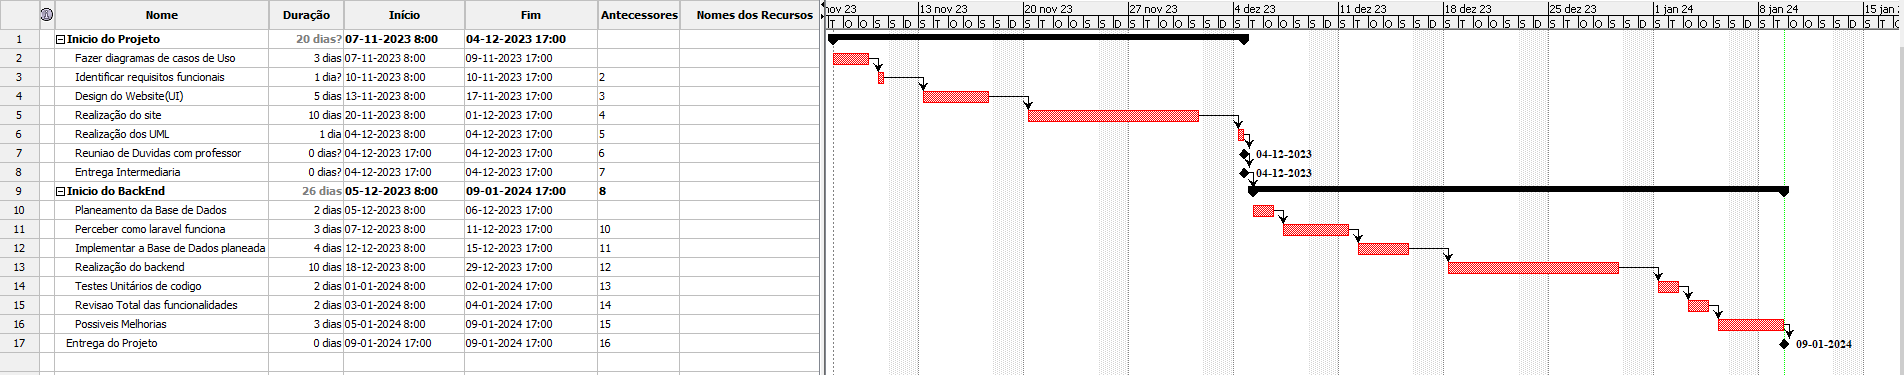 Nome Duração Início Fim Antecessores Nomes dos Recursos
nov 23 13 nov 23 20 nov 23 27 nov 23 4 dez 23 11 dez 23 18 dez 23 25 dez 23 1 jan 24 8 jan 24 15 jan
T O O S S D S T O O S S D S T O O S S D S T O O S S D S T O O S S D S T O O S S D S T O O S S D S T O O S S D S T O O S S D S T O O S S D S T O
1 Inicio do Projeto 20 dias? 07-11-2023 8:00 04-12-2023 17:00
2 Fazer diagramas de casos de Uso 3 dias 07-11-2023 8:00 09-11-2023 17:00
3 Identificar requisitos funcionais 1 dia? 10-11-2023 8:00 10-11-2023 17:00 2
4 Design do Website(UI) 5 dias 13-11-2023 8:00 17-11-2023 17:00 3
5 Realização do site 10 dias 20-11-2023 8:00 01-12-2023 17:00 4
6 Realização dos UML 1 dia 04-12-2023 8:00 04-12-2023 17:00 5
7 Reuniao de Duvidas com professor 0 dias? 04-12-2023 17:00 04-12-2023 17:00 6 04-12-2023
8 Entrega Intermediaria 0 dias? 04-12-2023 17:00 04-12-2023 17:00 7 04-12-2023
9 Inicio do BackEnd 26 dias 05-12-2023 8:00 09-01-2024 17:00 8
10 Planeamento da Base de Dados 2 dias 05-12-2023 8:00 06-12-2023 17:00
11 Perceber como laravel funciona 3 dias 07-12-2023 8:00 11-12-2023 17:00 10
12 Implementar a Base de Dados planeada 4 dias 12-12-2023 8:00 15-12-2023 17:00 11
13 Realização do backend 10 dias 18-12-2023 8:00 29-12-2023 17:00 12
14 Testes Unitários de codigo 2 dias 01-01-2024 8:00 02-01-2024 17:00 13
15 Revisao Total das funcionalidades 2 dias 03-01-2024 8:00 04-01-2024 17:00 14
16 Possiveis Melhorias 3 dias 05-01-2024 8:00 09-01-2024 17:00 15
17 Entrega do Projeto 0 dias 09-01-2024 17:00 09-01-2024 17:00 16 09-01-2024